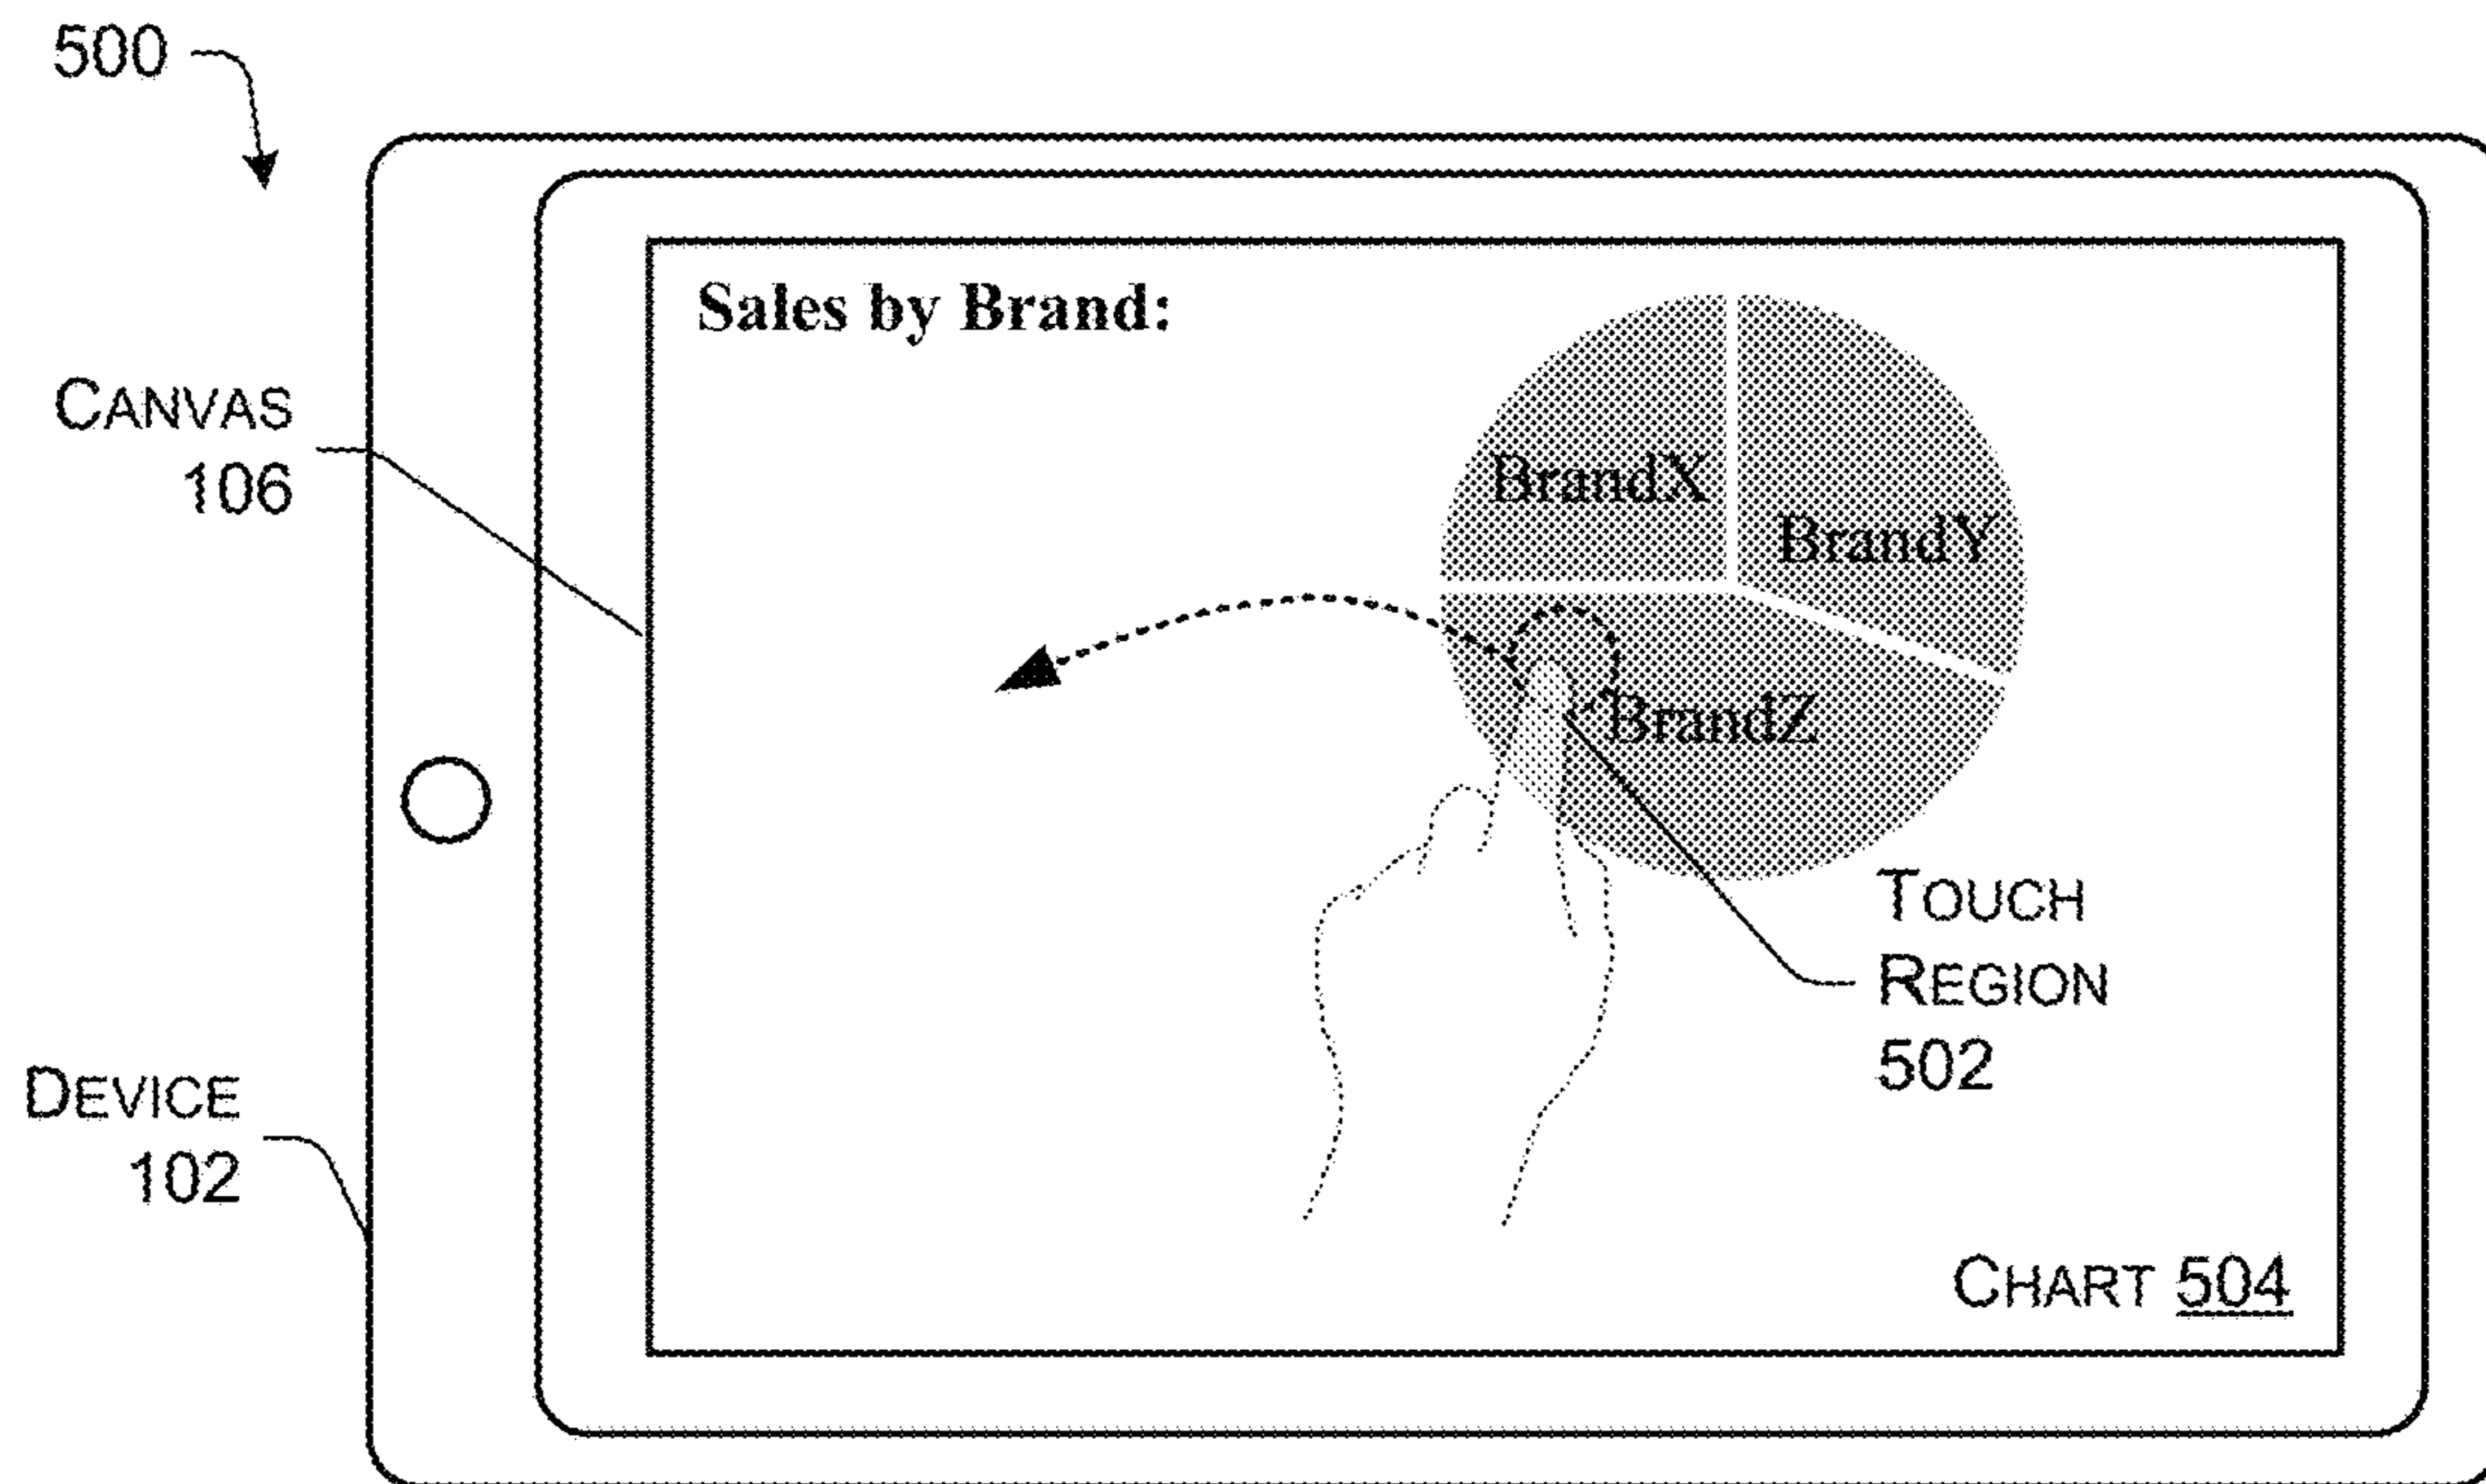 500
Sales by Brand:
CANVAS
106
BrandX
BrandY
BrandZ
TOUCH
REGION
502
DEVICE
102
CHART 504